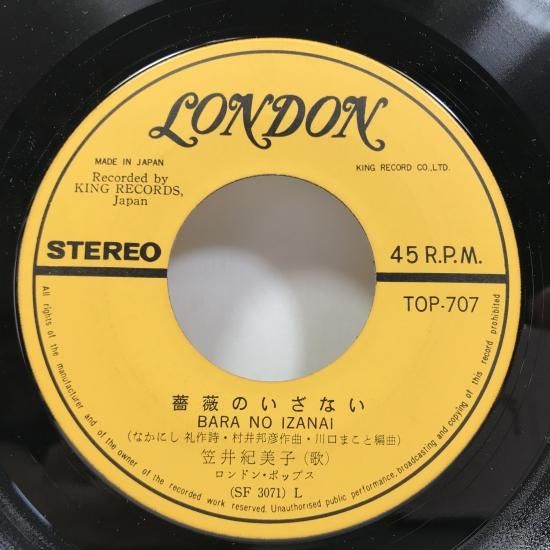 LONDON
MADE IN JAPAN
Recorded by
KING RECORDS,
Japan
KING RECORD CO.,LTD.
STEREO
45 R.P.M.
TOP-707
薔薇のいざない
BARA NO IZANAI
(なかにし 礼作詩・村井邦彦作曲・川口まこと編曲)
笠井紀美子(歌)
ロンドン・ポップス
(SF 3071) L
All rights of the manufacturer and of the owner of the recorded work reserved. Unauthorised public performance, broadcasting and copying of this record prohibited